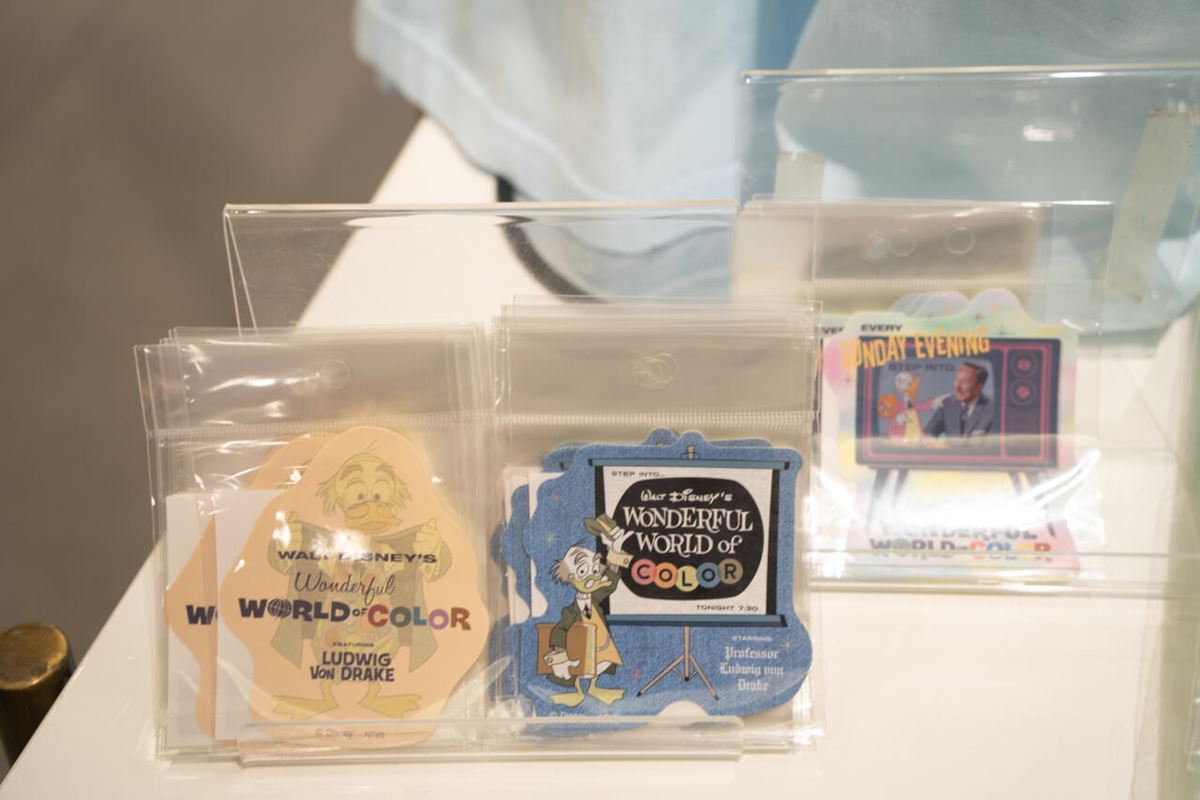 WALT DISNEY'S
Wonderful
WORLD OF COLOR
FEATURING
LUDWIG
VON DRAKE
© Disney
STEP INTO...
WALT DISNEY'S
WONDERFUL
WORLD OF
COLOR
TONIGHT 7:30
STARRING
Professor
Ludwig von
Drake
EVERY
SUNDAY EVENING
STEP INTO...
WONDERFUL
WORLD OF COLOR